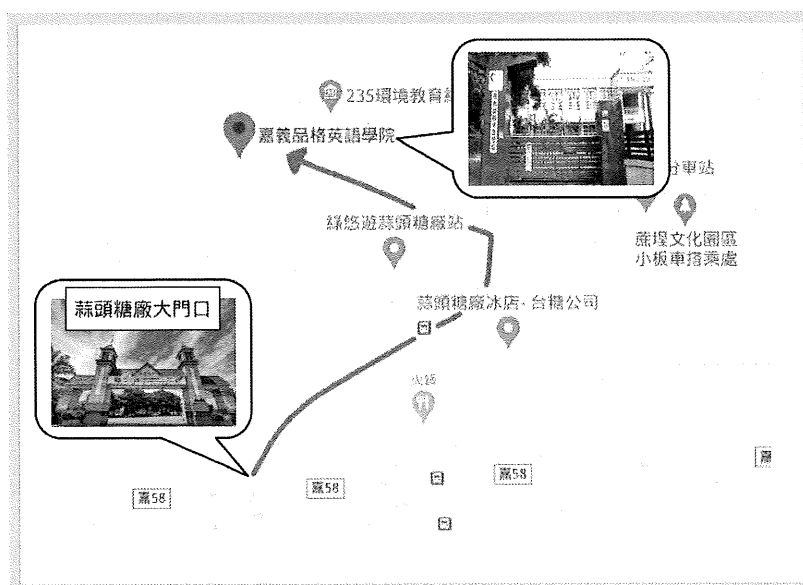 235環境教育
嘉義品格英語學院
分車站
綠悠遊蒜頭糖廠站
蔗埕文化園區
小板車搭乘處
蒜頭糖廠冰店-台糖公司
蒜頭糖廠大門口
火鍋
嘉58
嘉58
嘉58
嘉